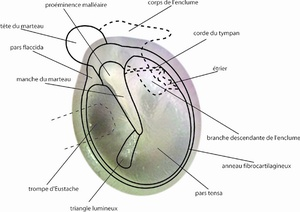 proéminence malléaire
corps de l'enclume
tête du marteau
corde du tympan
pars flaccida
étrier
manche du marteau
branche descendante de l'enclume
anneau fibrocartilagineux
trompe d'Eustache
pars tensa
triangle lumineux